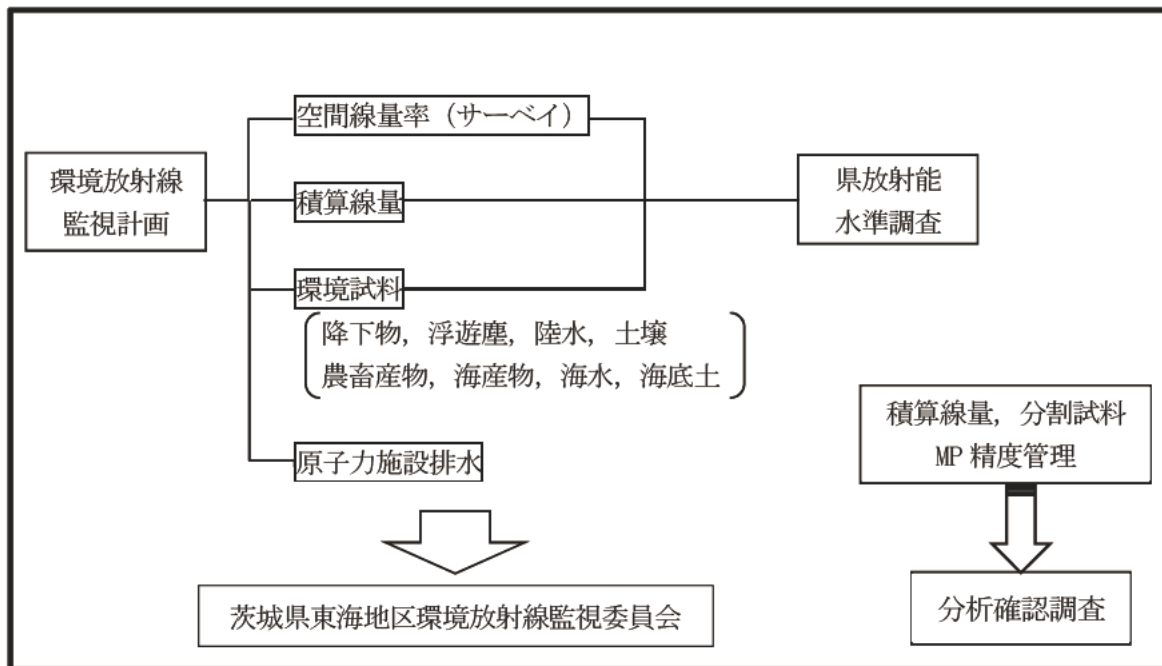 空間線量率（サーベイ）
環境放射線
監視計画
積算線量
県放射能
水準調査
環境試料
降下物，浮遊塵，陸水，土壌
農畜産物，海産物，海水，海底土
積算線量，分割試料
MP 精度管理
原子力施設排水
茨城県東海地区環境放射線監視委員会
分析確認調査